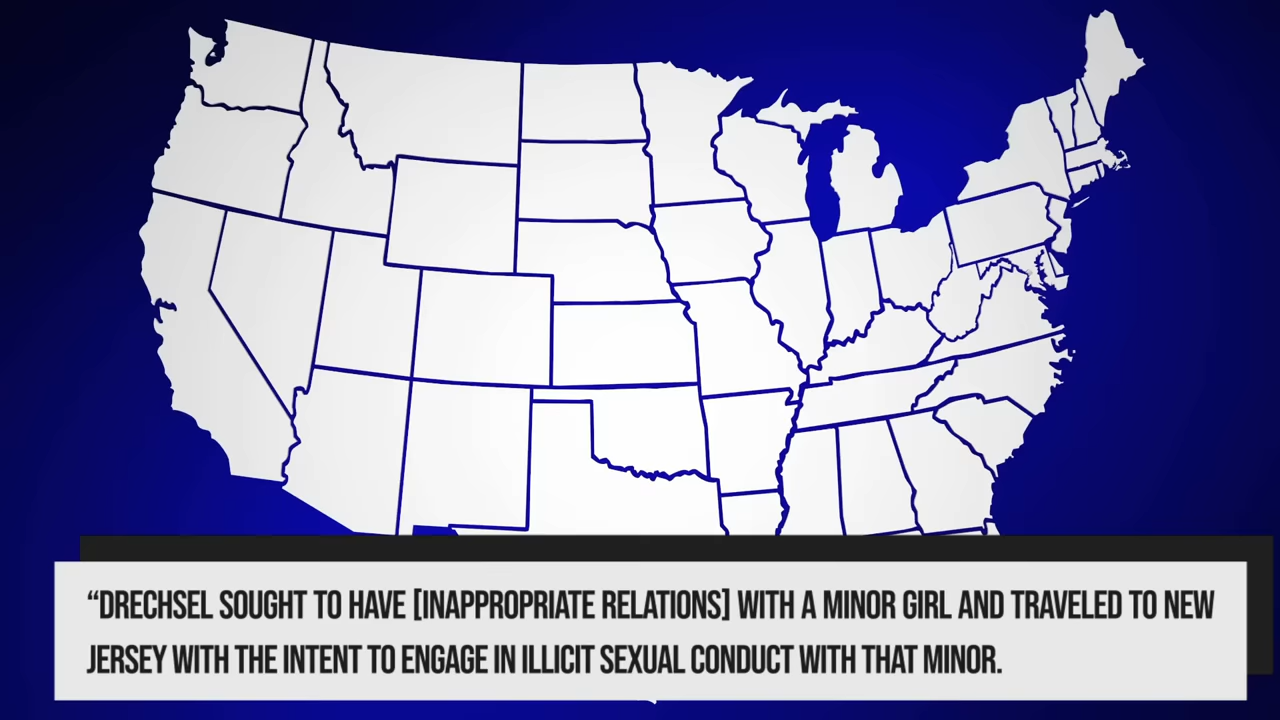 “DRECHSEL SOUGHT TO HAVE [INAPPROPRIATE RELATIONS] WITH A MINOR GIRL AND TRAVELED TO NEW
JERSEY WITH THE INTENT TO ENGAGE IN ILLICIT SEXUAL CONDUCT WITH THAT MINOR.